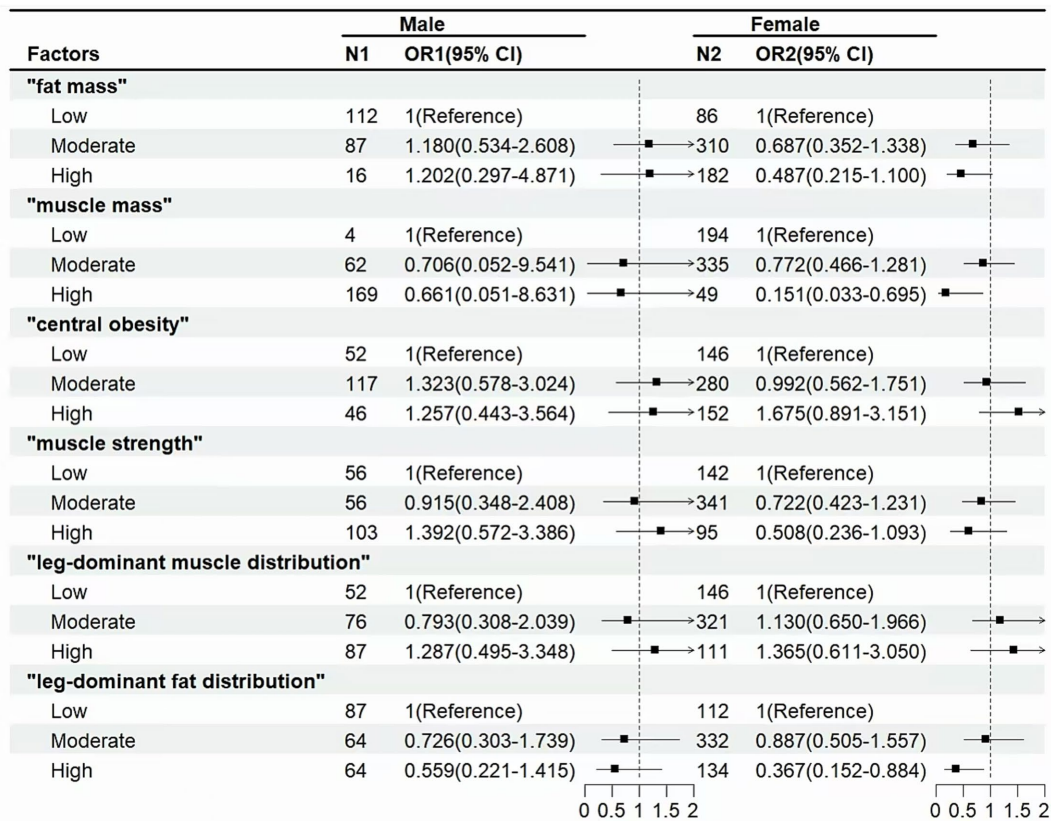 Male Female
Factors N1 OR1(95% CI) N2 OR2(95% CI)
"fat mass"
Low 112 1(Reference) 86 1(Reference)
Moderate 87 1.180(0.534-2.608) 310 0.687(0.352-1.338)
High 16 1.202(0.297-4.871) 182 0.487(0.215-1.100)
"muscle mass"
Low 4 1(Reference) 194 1(Reference)
Moderate 62 0.706(0.052-9.541) 335 0.772(0.466-1.281)
High 169 0.661(0.051-8.631) 49 0.151(0.033-0.695)
"central obesity"
Low 52 1(Reference) 146 1(Reference)
Moderate 117 1.323(0.578-3.024) 280 0.992(0.562-1.751)
High 46 1.257(0.443-3.564) 152 1.675(0.891-3.151)
"muscle strength"
Low 56 1(Reference) 142 1(Reference)
Moderate 56 0.915(0.348-2.408) 341 0.722(0.423-1.231)
High 103 1.392(0.572-3.386) 95 0.508(0.236-1.093)
"leg-dominant muscle distribution"
Low 52 1(Reference) 146 1(Reference)
Moderate 76 0.793(0.308-2.039) 321 1.130(0.650-1.966)
High 87 1.287(0.495-3.348) 111 1.365(0.611-3.050)
"leg-dominant fat distribution"
Low 87 1(Reference) 112 1(Reference)
Moderate 64 0.726(0.303-1.739) 332 0.887(0.505-1.557)
High 64 0.559(0.221-1.415) 134 0.367(0.152-0.884)
0 0.5 1 1.5 2 0 0.5 1 1.5 2